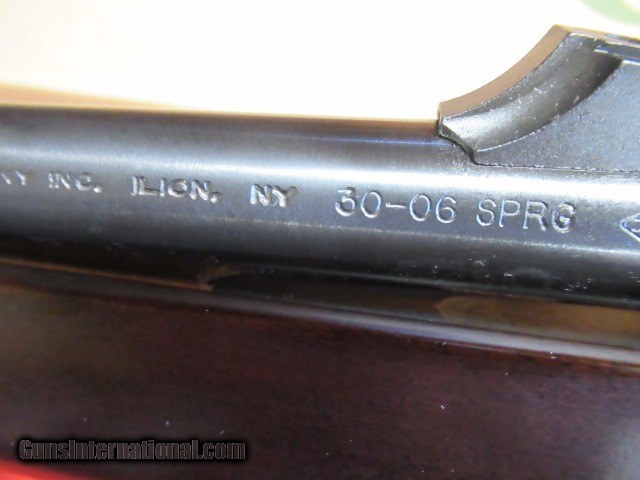 NY INC. ILION, NY 30-06 SPRG
GunsInternational.com